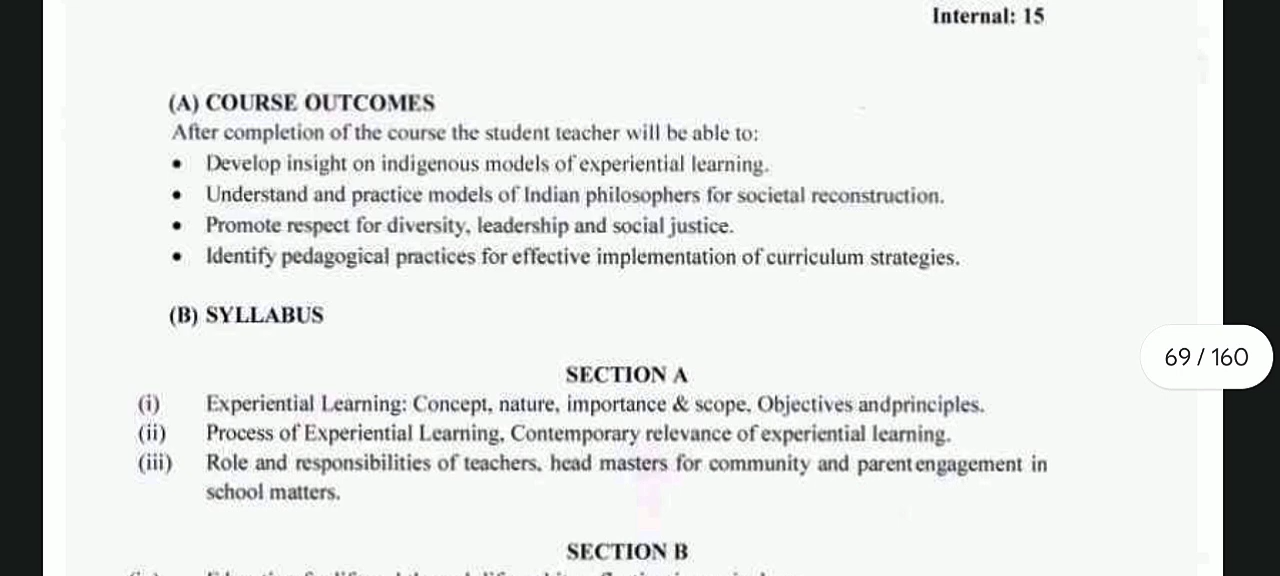 Internal: 15
(A) COURSE OUTCOMES
After completion of the course the student teacher will be able to:
• Develop insight on indigenous models of experiential learning.
• Understand and practice models of Indian philosophers for societal reconstruction.
• Promote respect for diversity, leadership and social justice.
• Identify pedagogical practices for effective implementation of curriculum strategies.
(B) SYLLABUS
69 / 160
SECTION A
(i) Experiential Learning: Concept, nature, importance & scope, Objectives andprinciples.
(ii) Process of Experiential Learning, Contemporary relevance of experiential learning.
(iii) Role and responsibilities of teachers, head masters for community and parent engagement in
school matters.
SECTION B